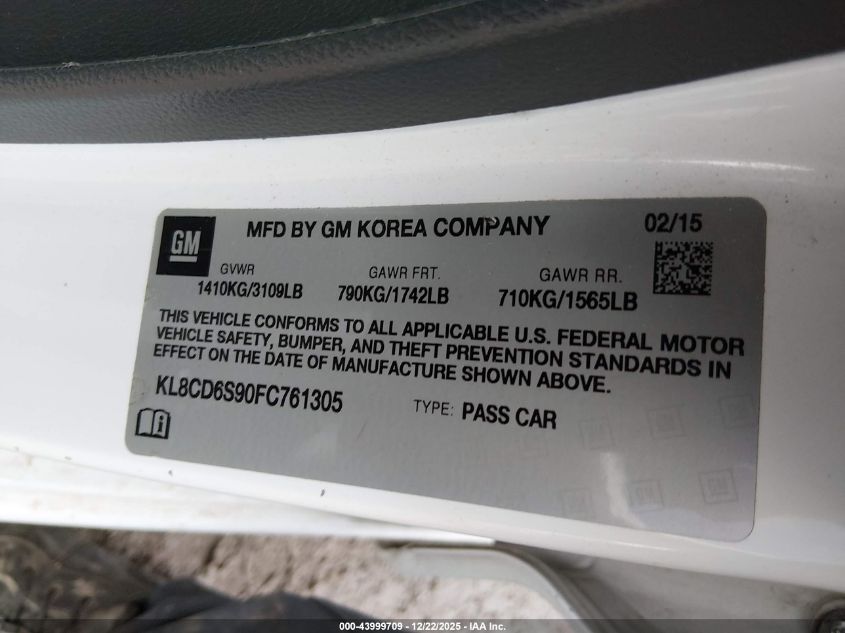 GM
MFD BY GM KOREA COMPANY
02/15
GVWR
GAWR FRT.
GAWR RR.
1410KG/3109LB
790KG/1742LB
710KG/1565LB
THIS VEHICLE CONFORMS TO ALL APPLICABLE U.S. FEDERAL MOTOR
VEHICLE SAFETY, BUMPER, AND THEFT PREVENTION STANDARDS IN
EFFECT ON THE DATE OF MANUFACTURE SHOWN ABOVE.
KL8CD6S90FC761305
TYPE: PASS CAR
GM
GM
000-43999709 - 12/22/2025 - IAA Inc.